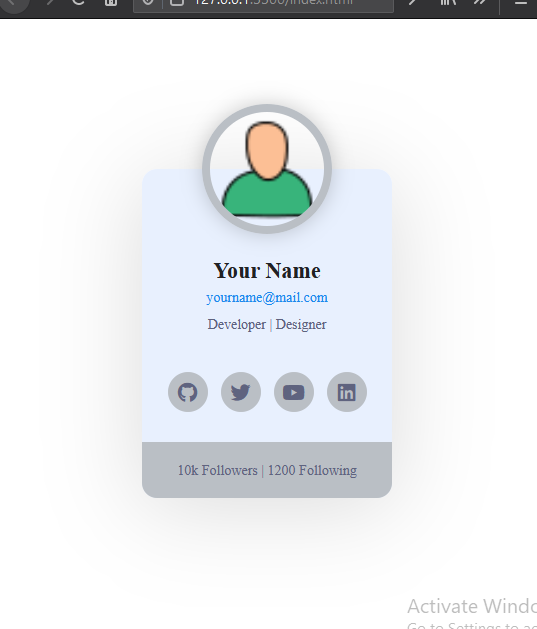 127.0.0.1:5500/index.html
Your Name
yourname@mail.com
Developer | Designer
10k Followers | 1200 Following
Activate Windo
Go to Settings to ac